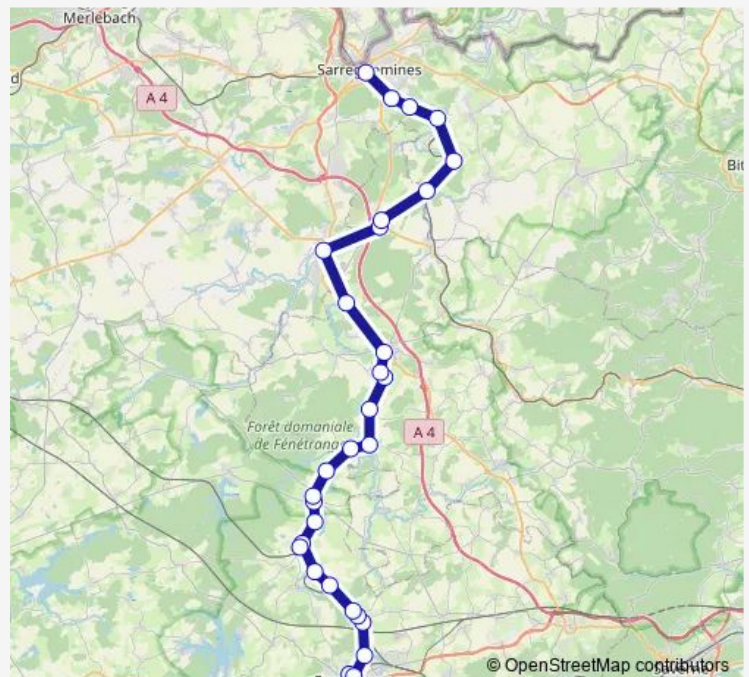 Merlebach
Sarreguemines
A 4
Bit
Forêt domaniale
de Fénétrange
A 4
© OpenStreetMap contributors